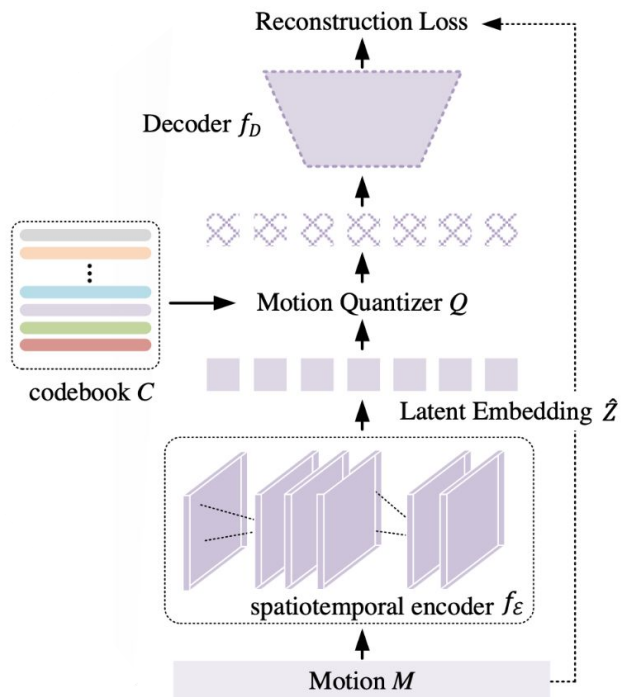 Reconstruction Loss
Decoder f_D
Motion Quantizer Q
codebook C
Latent Embedding Ẑ
spatiotemporal encoder f_ε
Motion M